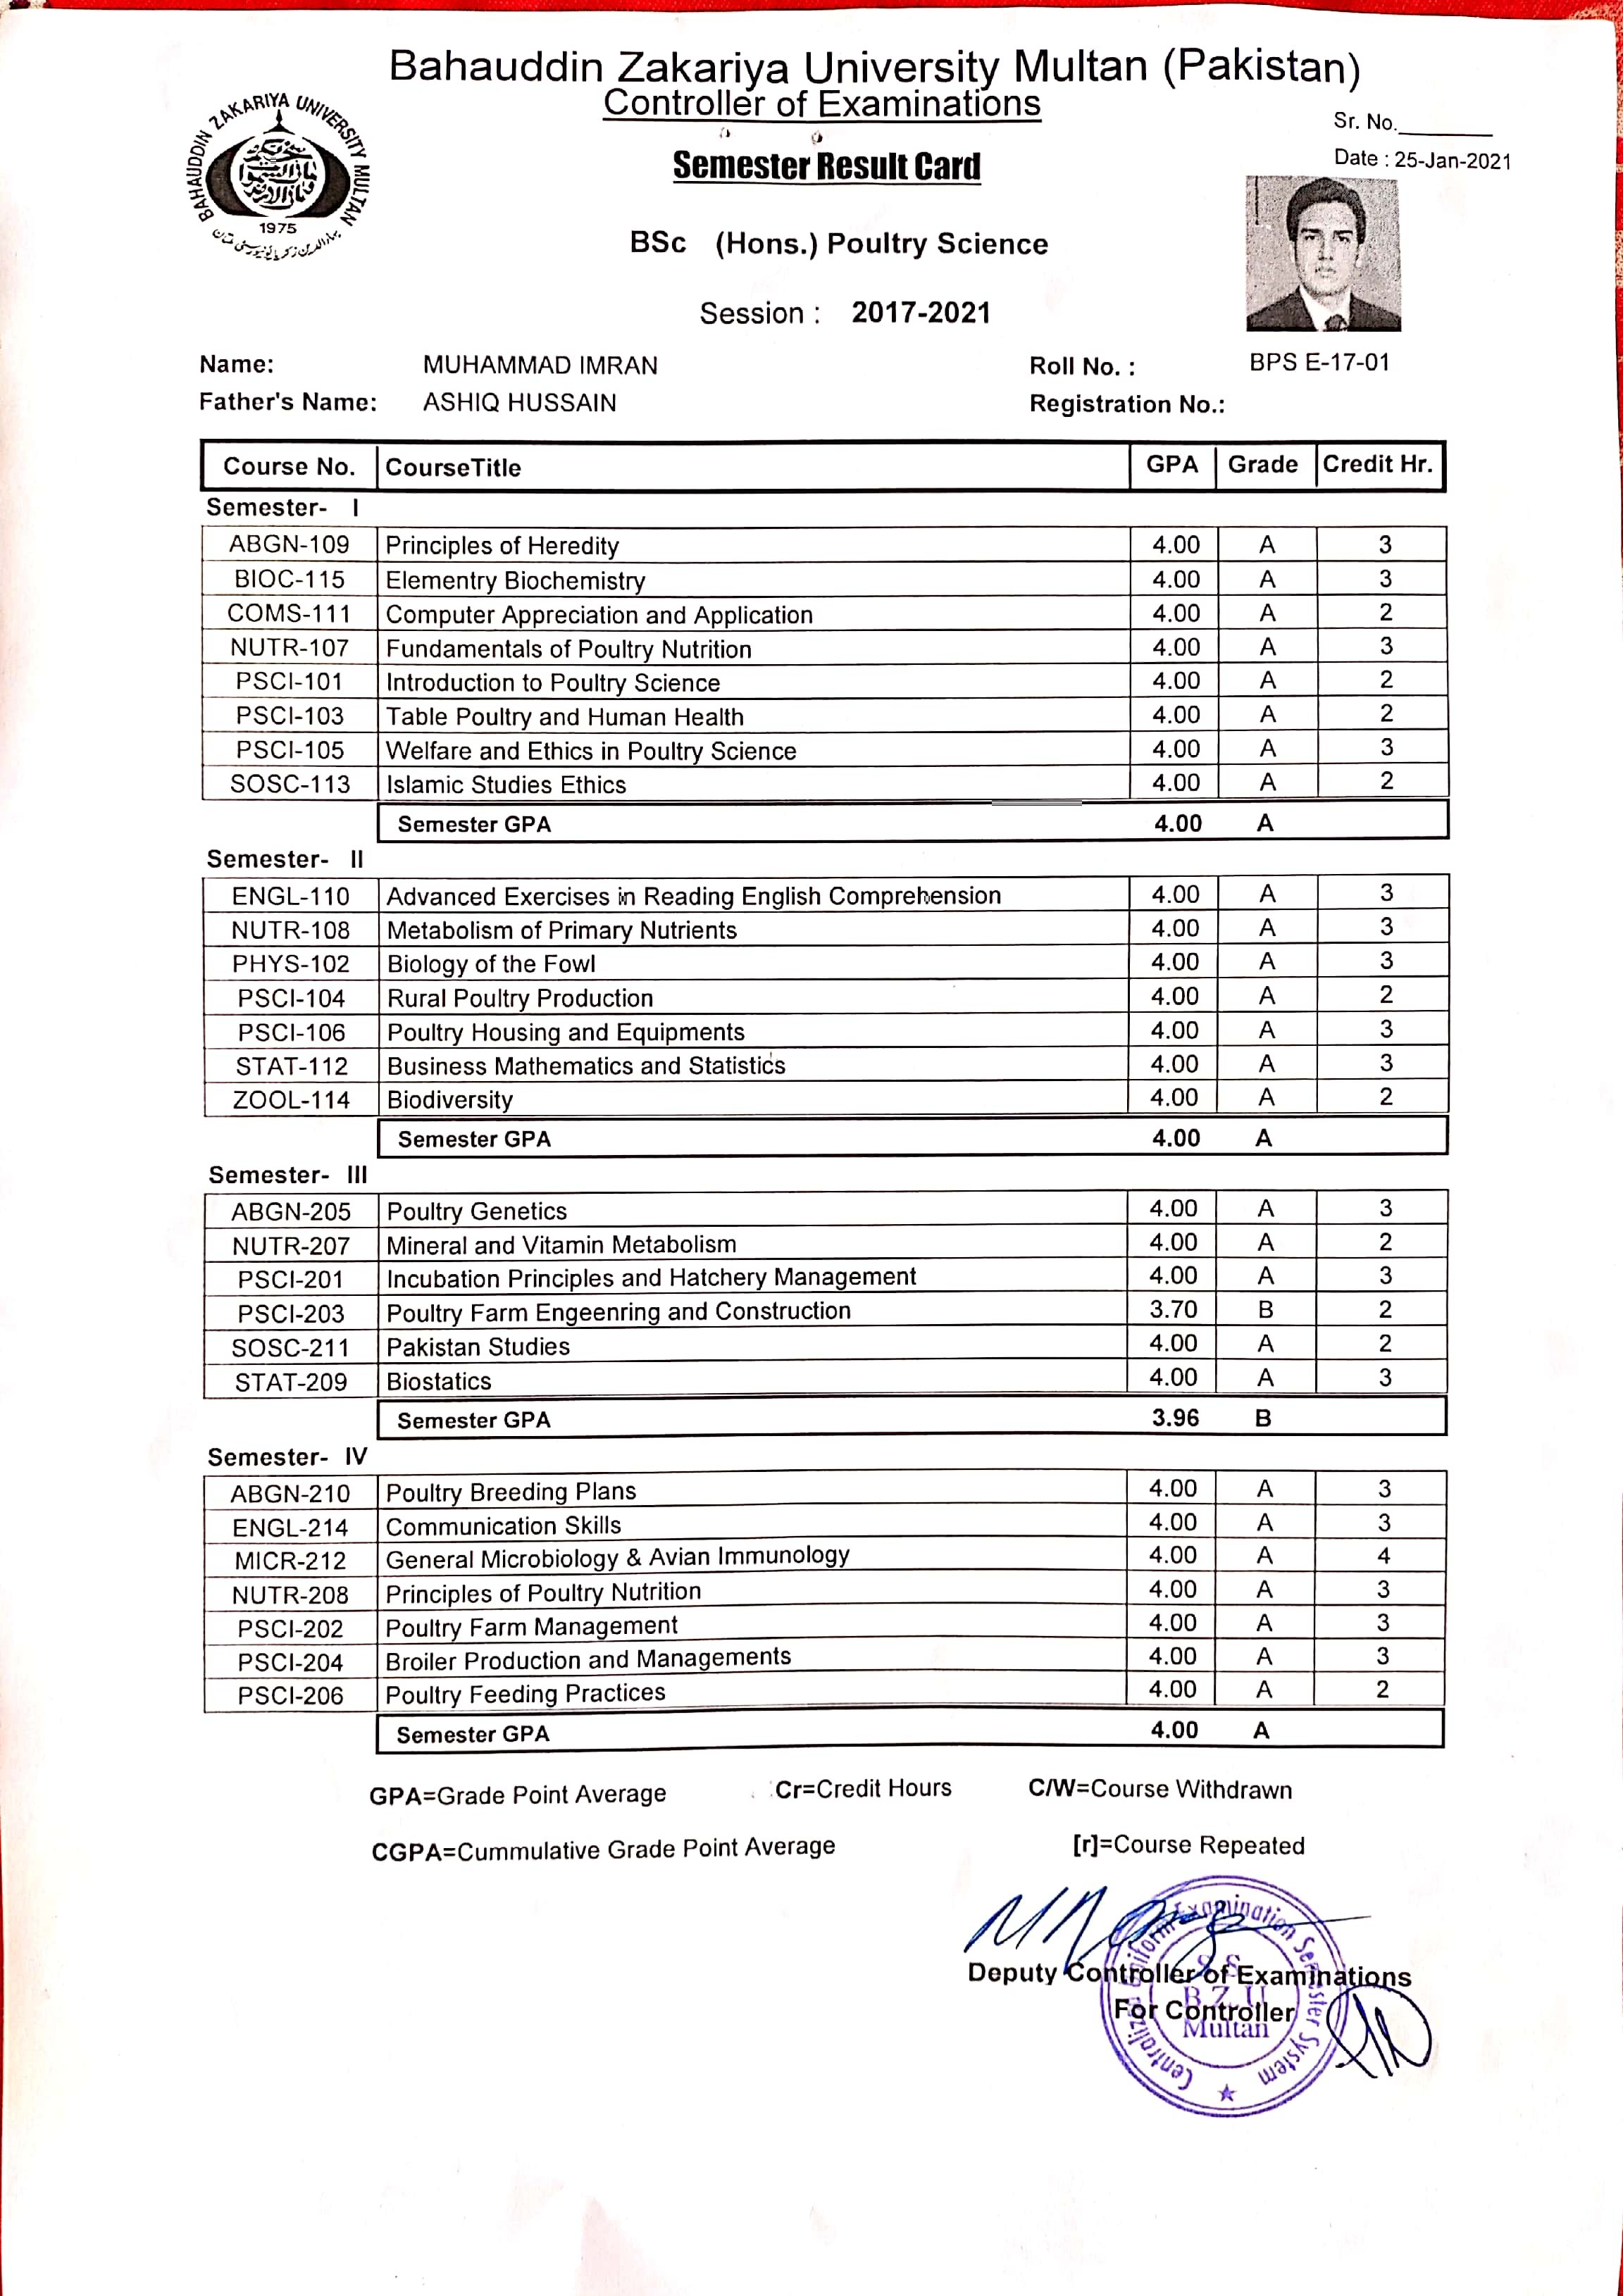 Bahauddin Zakariya University Multan (Pakistan)
Controller of Examinations
BAHAUDDIN ZAKARIYA UNIVERSITY MULTAN
1975
Sr. No.
Date : 25-Jan-2021
Semester Result Card
BSc (Hons.) Poultry Science
Session : 2017-2021
Name: MUHAMMAD IMRAN Roll No. : BPS E-17-01
Father's Name: ASHIQ HUSSAIN Registration No.:
Course No. CourseTitle GPA Grade Credit Hr.
Semester- I
ABGN-109 Principles of Heredity 4.00 A 3
BIOC-115 Elementry Biochemistry 4.00 A 3
COMS-111 Computer Appreciation and Application 4.00 A 2
NUTR-107 Fundamentals of Poultry Nutrition 4.00 A 3
PSCI-101 Introduction to Poultry Science 4.00 A 2
PSCI-103 Table Poultry and Human Health 4.00 A 2
PSCI-105 Welfare and Ethics in Poultry Science 4.00 A 3
SOSC-113 Islamic Studies Ethics 4.00 A 2
Semester GPA 4.00 A
Semester- II
ENGL-110 Advanced Exercises in Reading English Comprehension 4.00 A 3
NUTR-108 Metabolism of Primary Nutrients 4.00 A 3
PHYS-102 Biology of the Fowl 4.00 A 3
PSCI-104 Rural Poultry Production 4.00 A 2
PSCI-106 Poultry Housing and Equipments 4.00 A 3
STAT-112 Business Mathematics and Statistics 4.00 A 3
ZOOL-114 Biodiversity 4.00 A 2
Semester GPA 4.00 A
Semester- III
ABGN-205 Poultry Genetics 4.00 A 3
NUTR-207 Mineral and Vitamin Metabolism 4.00 A 2
PSCI-201 Incubation Principles and Hatchery Management 4.00 A 3
PSCI-203 Poultry Farm Engeenring and Construction 3.70 B 2
SOSC-211 Pakistan Studies 4.00 A 2
STAT-209 Biostatics 4.00 A 3
Semester GPA 3.96 B
Semester- IV
ABGN-210 Poultry Breeding Plans 4.00 A 3
ENGL-214 Communication Skills 4.00 A 3
MICR-212 General Microbiology & Avian Immunology 4.00 A 4
NUTR-208 Principles of Poultry Nutrition 4.00 A 3
PSCI-202 Poultry Farm Management 4.00 A 3
PSCI-204 Broiler Production and Managements 4.00 A 3
PSCI-206 Poultry Feeding Practices 4.00 A 2
Semester GPA 4.00 A
GPA=Grade Point Average Cr=Credit Hours C/W=Course Withdrawn
CGPA=Cummulative Grade Point Average [r]=Course Repeated
Deputy Controller of Examinations
For Controller
Uniform Examination Semester System
B Z U
Multan